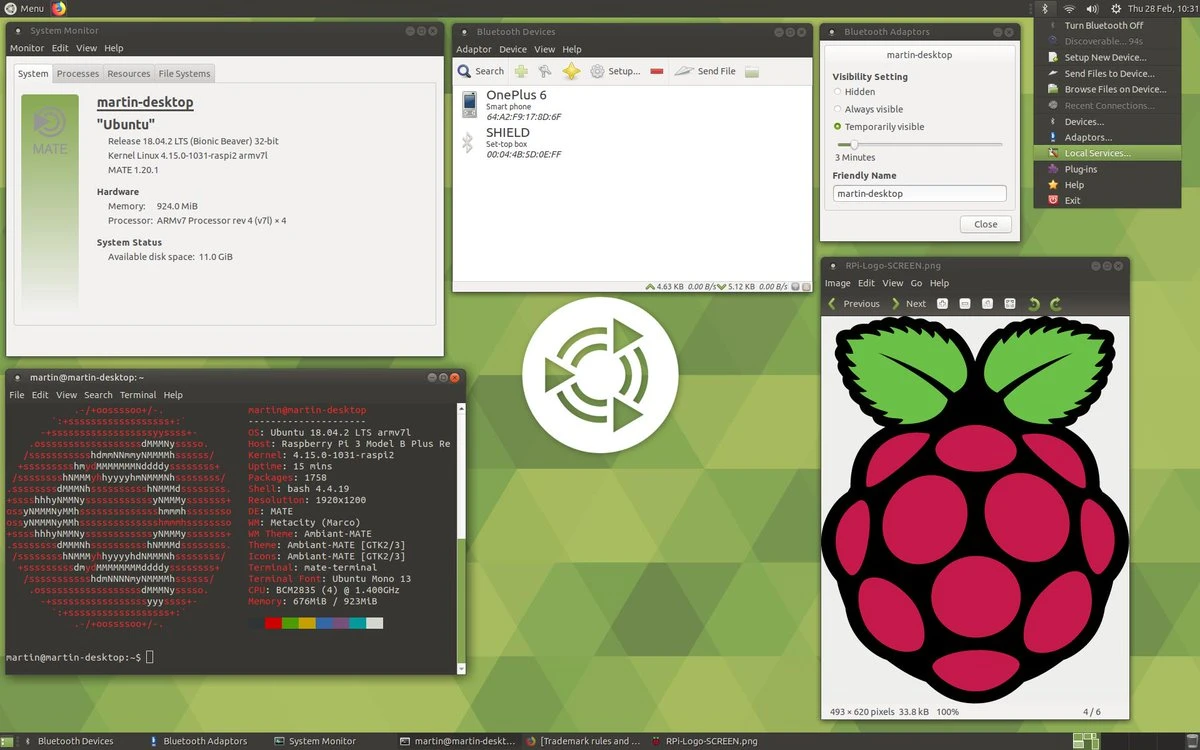 Menu
Thu 28 Feb, 10:31
System Monitor
Monitor Edit View Help
System Processes Resources File Systems
MATE
martin-desktop
"Ubuntu"
Release 18.04.2 LTS (Bionic Beaver) 32-bit
Kernel Linux 4.15.0-1031-raspi2 armv7l
MATE 1.20.1
Hardware
Memory: 924.0 MiB
Processor: ARMv7 Processor rev 4 (v7l) × 4
System Status
Available disk space: 11.0 GiB
Bluetooth Devices
Adaptor Device View Help
Search Setup... Send File
OnePlus 6
Smart phone
64:A2:F9:17:8D:6F
SHIELD
Set-top box
00:04:4B:5D:0E:FF
4.63 KB 0.00 B/s 5.12 KB 0.00 B/s
Bluetooth Adaptors
martin-desktop
Visibility Setting
Hidden
Always visible
Temporarily visible
3 Minutes
Friendly Name
martin-desktop
Close
Turn Bluetooth Off
Discoverable... 94s
Setup New Device...
Send Files to Device...
Browse Files on Device...
Recent Connections...
Devices...
Adaptors...
Local Services...
Plug-ins
Help
Exit
martin@martin-desktop: ~
File Edit View Search Terminal Help
martin@martin-desktop
---------------------
OS: Ubuntu 18.04.2 LTS armv7l
Host: Raspberry Pi 3 Model B Plus Re
Kernel: 4.15.0-1031-raspi2
Uptime: 15 mins
Packages: 1758
Shell: bash 4.4.19
Resolution: 1920x1200
DE: MATE
WM: Metacity (Marco)
WM Theme: Ambiant-MATE
Theme: Ambiant-MATE [GTK2/3]
Icons: Ambiant-MATE [GTK2/3]
Terminal: mate-terminal
Terminal Font: Ubuntu Mono 13
CPU: BCM2835 (4) @ 1.400GHz
Memory: 676MiB / 923MiB
martin@martin-desktop:~$
RPi-Logo-SCREEN.png
Image Edit View Go Help
Previous Next
493 × 620 pixels 33.8 kB 100% 4 / 6
Bluetooth Devices
Bluetooth Adaptors
System Monitor
martin@martin-deskt...
[Trademark rules and ...
RPi-Logo-SCREEN.png